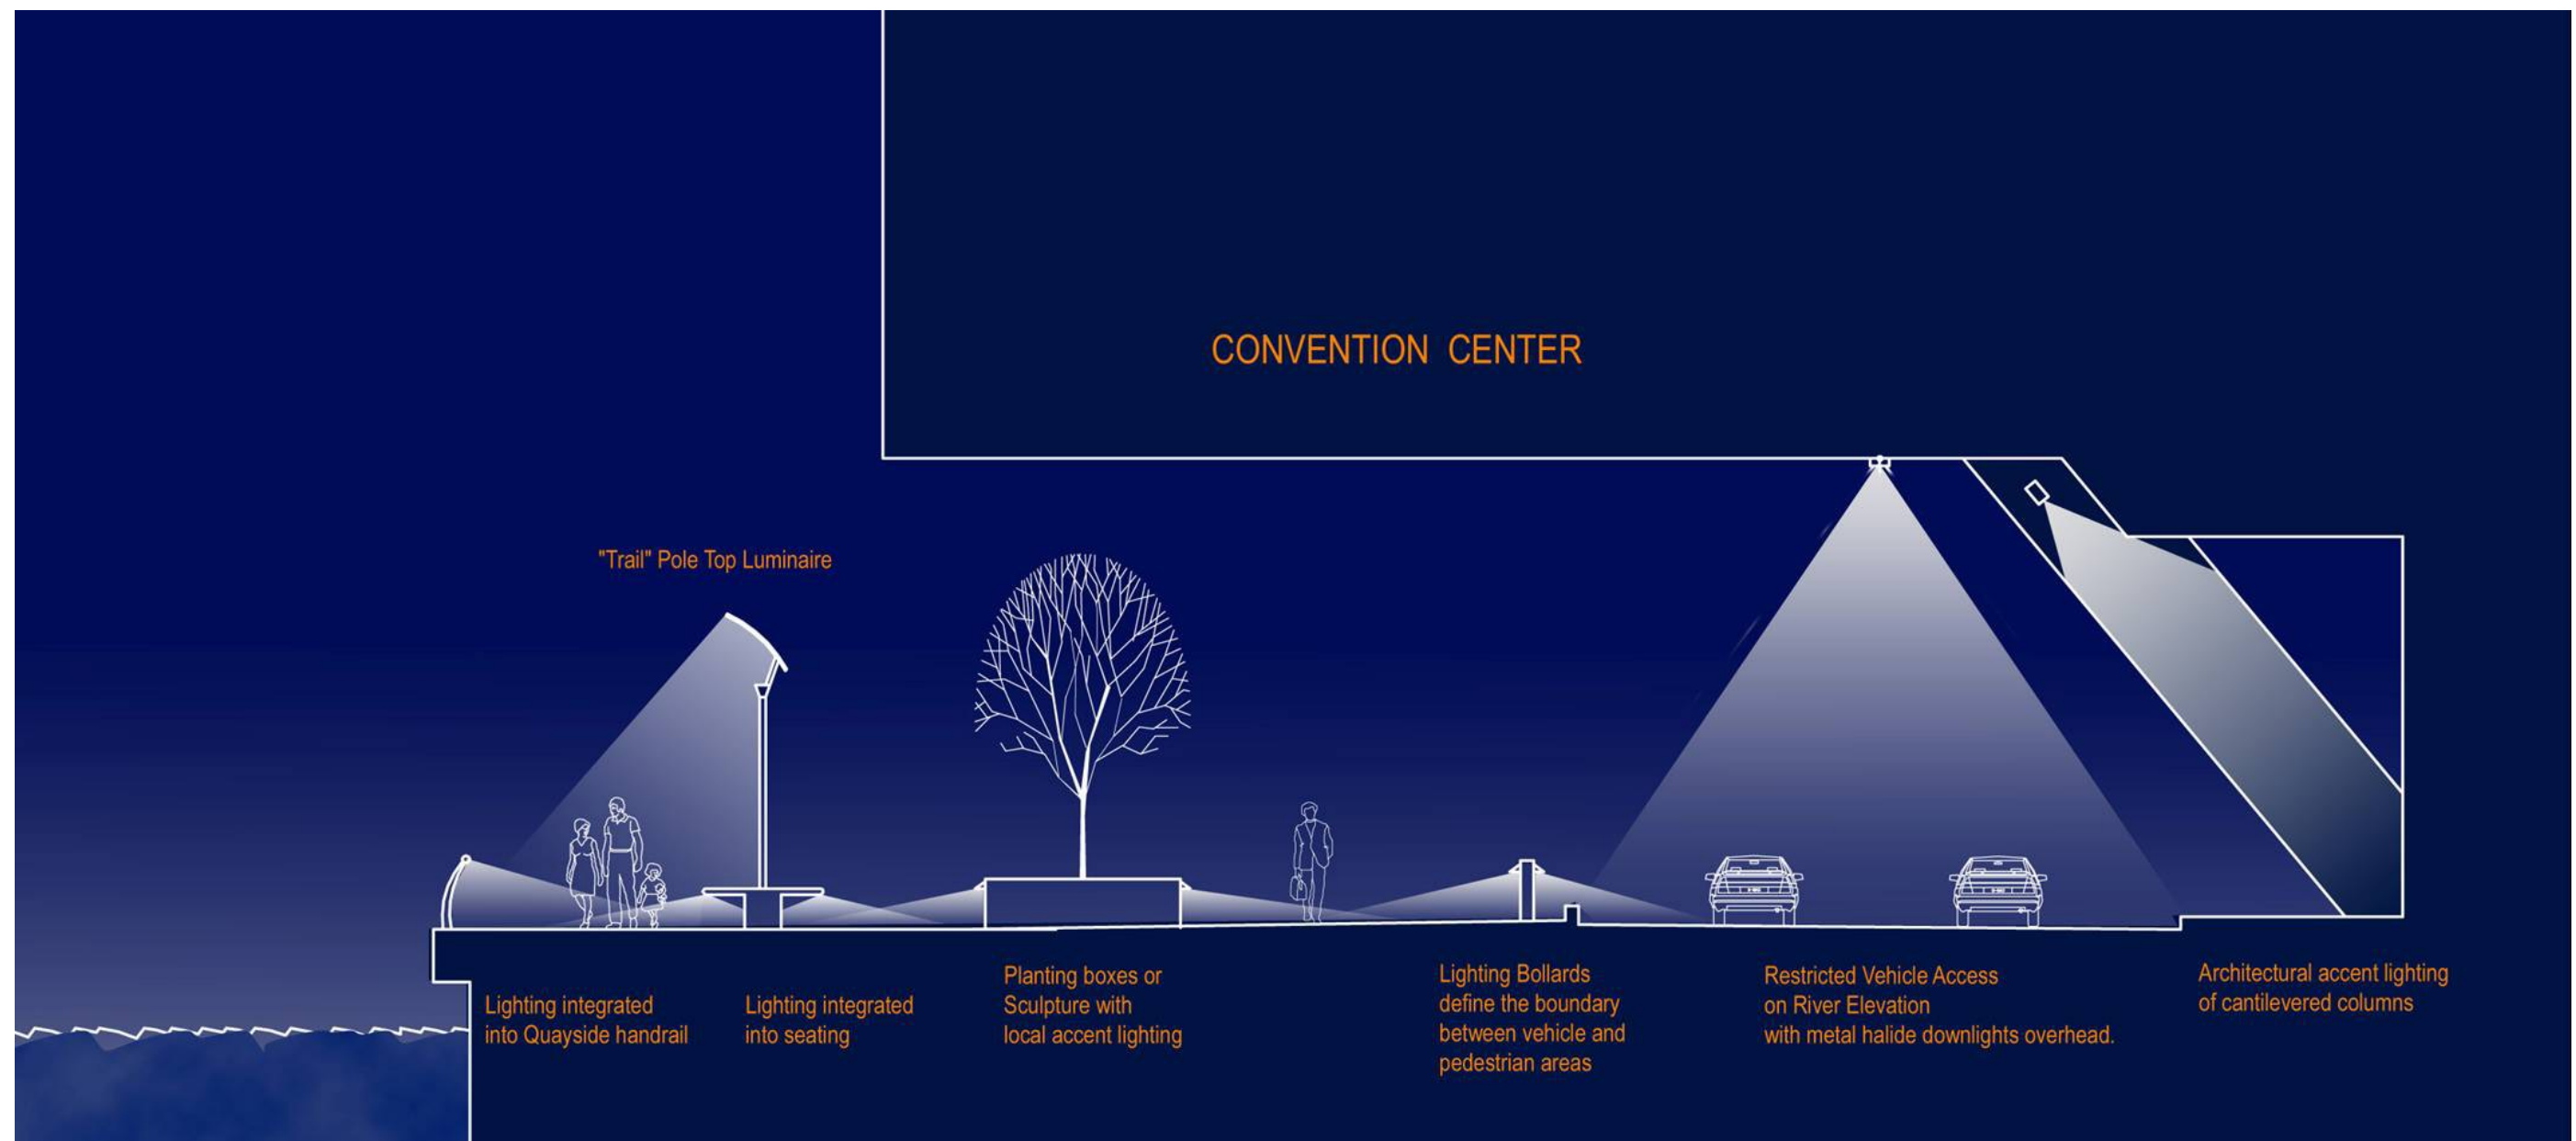 CONVENTION CENTER
"Trail" Pole Top Luminaire
Lighting integrated
into Quayside handrail
Lighting integrated
into seating
Planting boxes or
Sculpture with
local accent lighting
Lighting Bollards
define the boundary
between vehicle and
pedestrian areas
Restricted Vehicle Access
on River Elevation
with metal halide downlights overhead.
Architectural accent lighting
of cantilevered columns